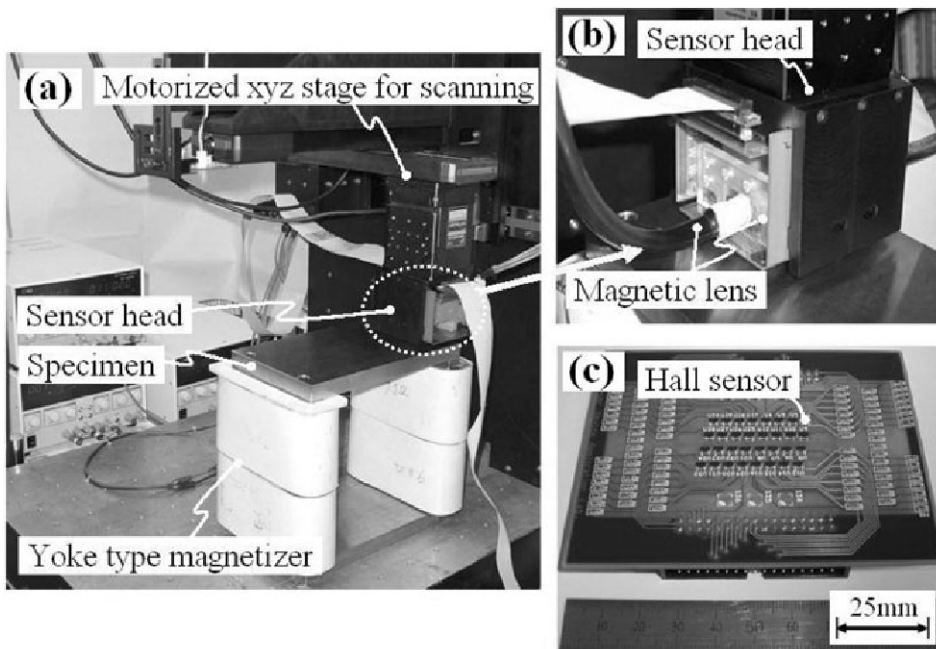 (a)
Motorized xyz stage for scanning
Sensor head
Specimen
Yoke type magnetizer
(b)
Sensor head
Magnetic lens
(c)
Hall sensor
25mm